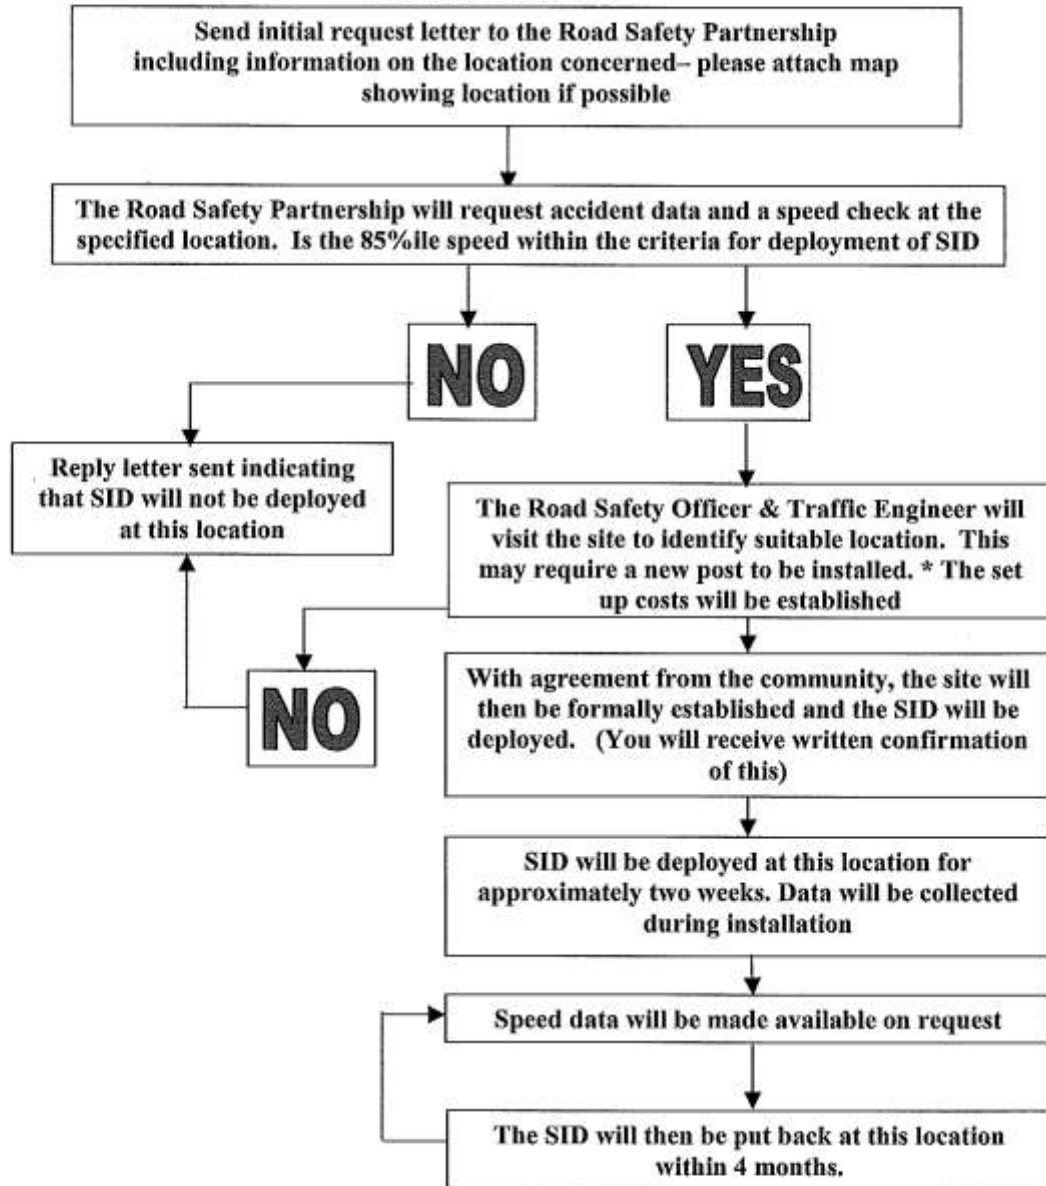 Send initial request letter to the Road Safety Partnership
including information on the location concerned– please attach map
showing location if possible
The Road Safety Partnership will request accident data and a speed check at the
specified location. Is the 85%ile speed within the criteria for deployment of SID
NO
YES
Reply letter sent indicating
that SID will not be deployed
at this location
The Road Safety Officer & Traffic Engineer will
visit the site to identify suitable location. This
may require a new post to be installed. * The set
up costs will be established
NO
With agreement from the community, the site will
then be formally established and the SID will be
deployed. (You will receive written confirmation
of this)
SID will be deployed at this location for
approximately two weeks. Data will be collected
during installation
Speed data will be made available on request
The SID will then be put back at this location
within 4 months.